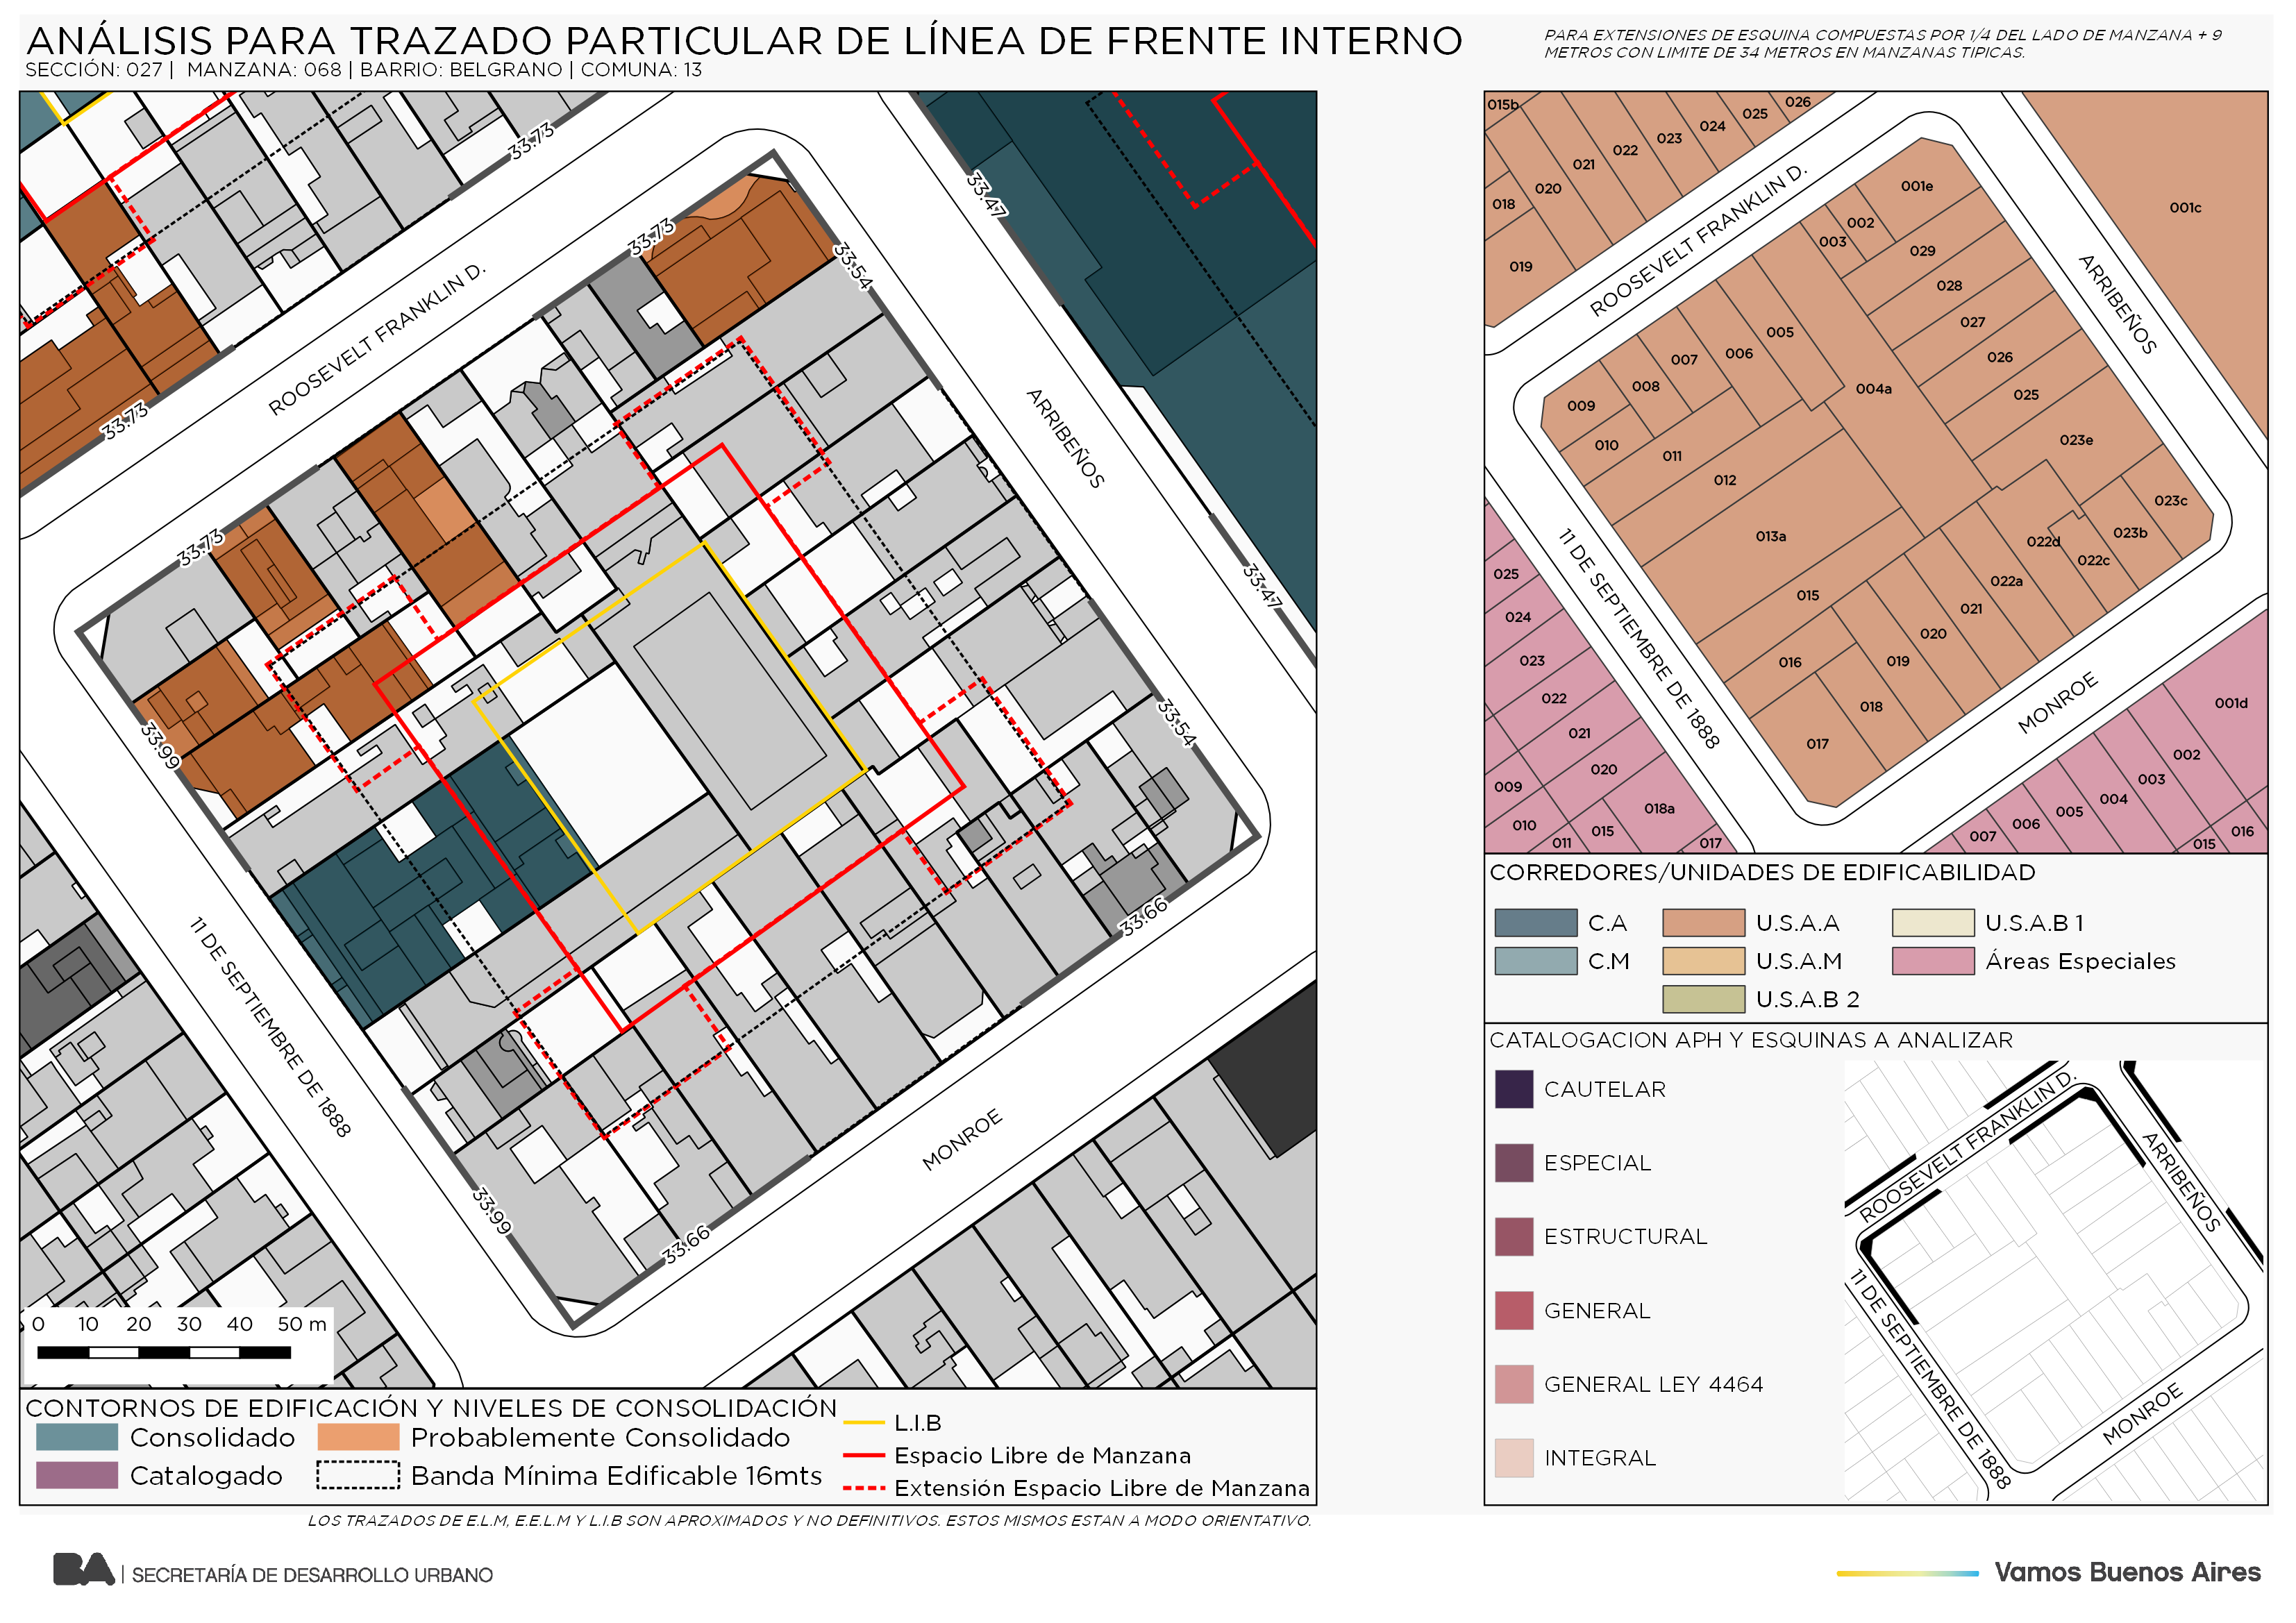 ANÁLISIS PARA TRAZADO PARTICULAR DE LÍNEA DE FRENTE INTERNO
SECCIÓN: 027 | MANZANA: 068 | BARRIO: BELGRANO | COMUNA: 13
PARA EXTENSIONES DE ESQUINA COMPUESTAS POR 1/4 DEL LADO DE MANZANA + 9
METROS CON LIMITE DE 34 METROS EN MANZANAS TIPICAS.
33.73
33.47
33.73
33.54
ROOSEVELT FRANKLIN D.
33.73
ARRIBEÑOS
33.73
33.47
33.99
33.54
33.66
11 DE SEPTIEMBRE DE 1888
MONROE
33.99
33.66
0 10 20 30 40 50 m
CONTORNOS DE EDIFICACIÓN Y NIVELES DE CONSOLIDACIÓN
Consolidado
Probablemente Consolidado
Catalogado
Banda Mínima Edificable 16mts
L.I.B
Espacio Libre de Manzana
Extensión Espacio Libre de Manzana
LOS TRAZADOS DE E.L.M, E.E.L.M Y L.I.B SON APROXIMADOS Y NO DEFINITIVOS. ESTOS MISMOS ESTAN A MODO ORIENTATIVO.
015b
026
025
024
023
022
021
020
018
019
ROOSEVELT FRANKLIN D.
001e
001c
002
003
029
ARRIBEÑOS
028
027
005
006
007
008
009
026
004a
025
010
011
012
023e
013a
023c
023b
022d
022c
022a
015
021
020
016
019
018
017
11 DE SEPTIEMBRE DE 1888
MONROE
025
024
023
022
021
020
009
018a
010
015
011
017
001d
002
003
004
005
006
007
016
015
CORREDORES/UNIDADES DE EDIFICABILIDAD
C.A
U.S.A.A
U.S.A.B 1
C.M
U.S.A.M
Áreas Especiales
U.S.A.B 2
CATALOGACION APH Y ESQUINAS A ANALIZAR
CAUTELAR
ESPECIAL
ESTRUCTURAL
GENERAL
GENERAL LEY 4464
INTEGRAL
ROOSEVELT FRANKLIN D.
ARRIBEÑOS
11 DE SEPTIEMBRE DE 1888
MONROE
BA | SECRETARÍA DE DESARROLLO URBANO
Vamos Buenos Aires